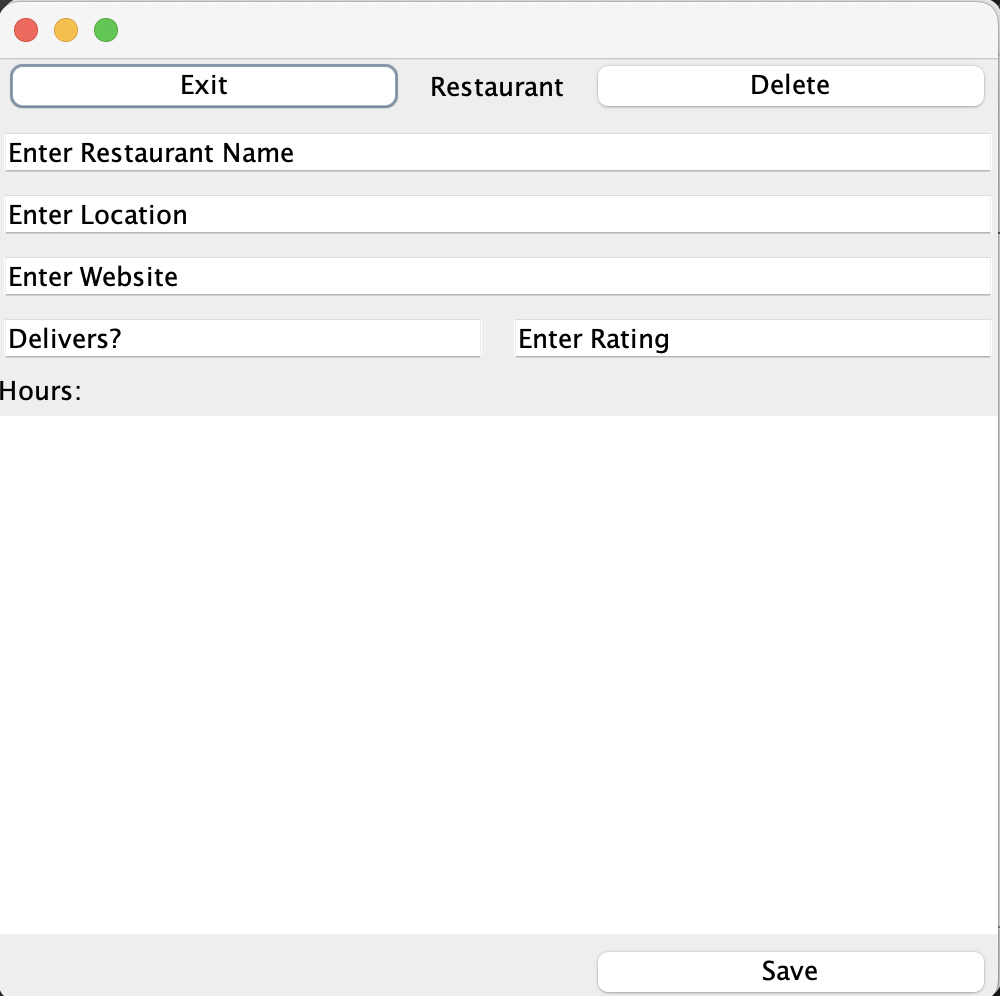 Exit Restaurant Delete
Enter Restaurant Name
Enter Location
Enter Website
Delivers? Enter Rating
Hours:
Save